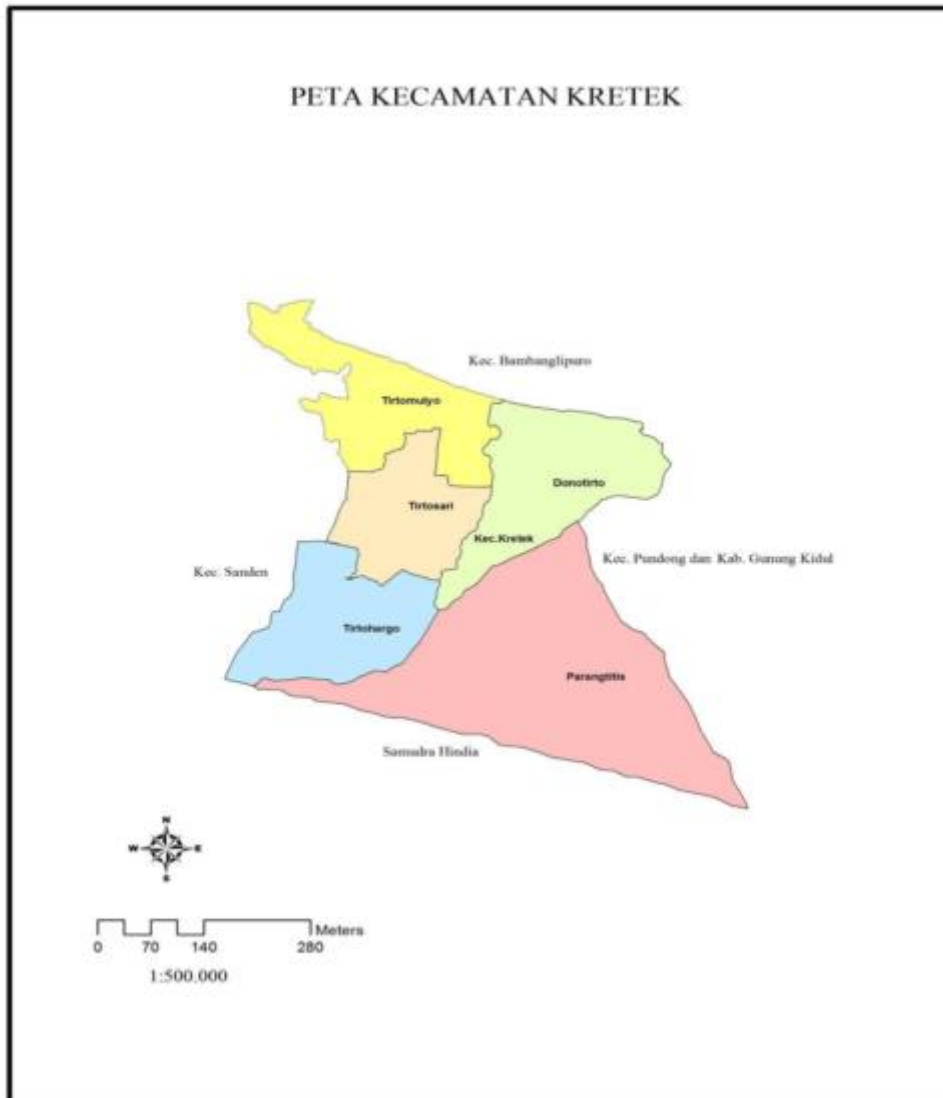 PETA KECAMATAN KRETEK
Kec. Bambanglipuro
Tirtomulyo
Donotirto
Tirtosari
Kec.Kretek
Kec. Pundong dan Kab. Gunung Kidul
Kec. Sanden
Tirtohargo
Parangtitis
Samudra Hindia
N
W E
S
Meters
0 70 140 280
1:500.000